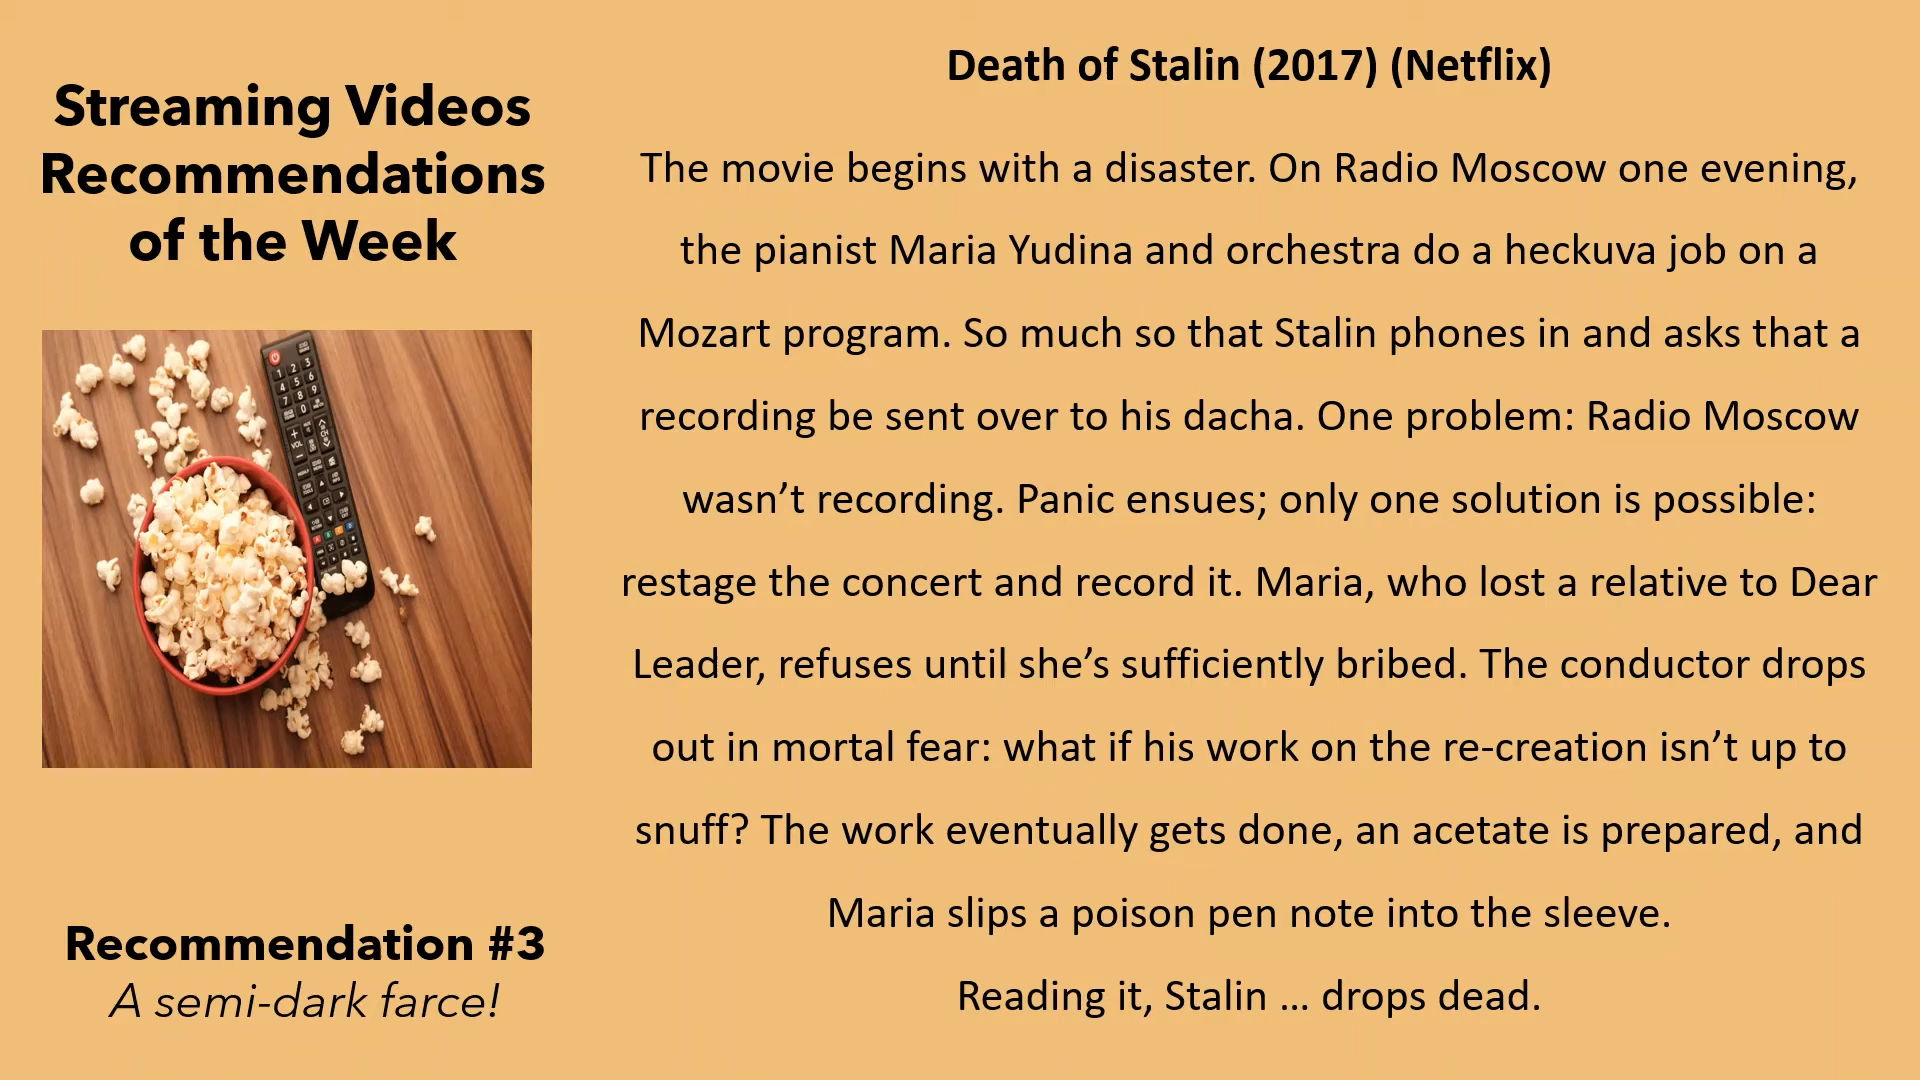 Streaming Videos
Recommendations
of the Week
Recommendation #3
A semi-dark farce!
Death of Stalin (2017) (Netflix)
The movie begins with a disaster. On Radio Moscow one evening,
the pianist Maria Yudina and orchestra do a heckuva job on a
Mozart program. So much so that Stalin phones in and asks that a
recording be sent over to his dacha. One problem: Radio Moscow
wasn’t recording. Panic ensues; only one solution is possible:
restage the concert and record it. Maria, who lost a relative to Dear
Leader, refuses until she’s sufficiently bribed. The conductor drops
out in mortal fear: what if his work on the re-creation isn’t up to
snuff? The work eventually gets done, an acetate is prepared, and
Maria slips a poison pen note into the sleeve.
Reading it, Stalin … drops dead.